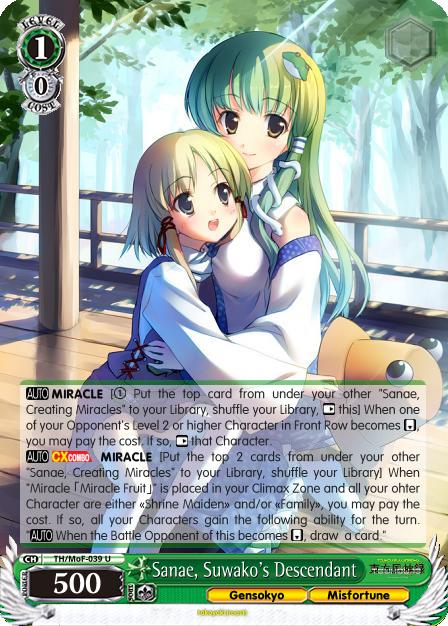 LEVEL
1
0
COST
AUTO MIRACLE [① Put the top card from under your other "Sanae,
Creating Miracles" to your Library, shuffle your Library, this] When one
of your Opponent's Level 2 or higher Character in Front Row becomes ,
you may pay the cost. If so, that Character.
AUTO CXCOMBO MIRACLE [Put the top 2 cards from under your other
"Sanae, Creating Miracles" to your Library, shuffle your Library] When
"Miracle「Miracle Fruit」" is placed in your Climax Zone and all your ohter
Character are either «Shrine Maiden» and/or «Family», you may pay the
cost. If so, all your Characters gain the following ability for the turn.
AUTO When the Battle Opponent of this becomes , draw a card."
CH TH/MoF-039 U
POWER
500
SOUL
Sanae, Suwako's Descendant
Gensokyo
Misfortune